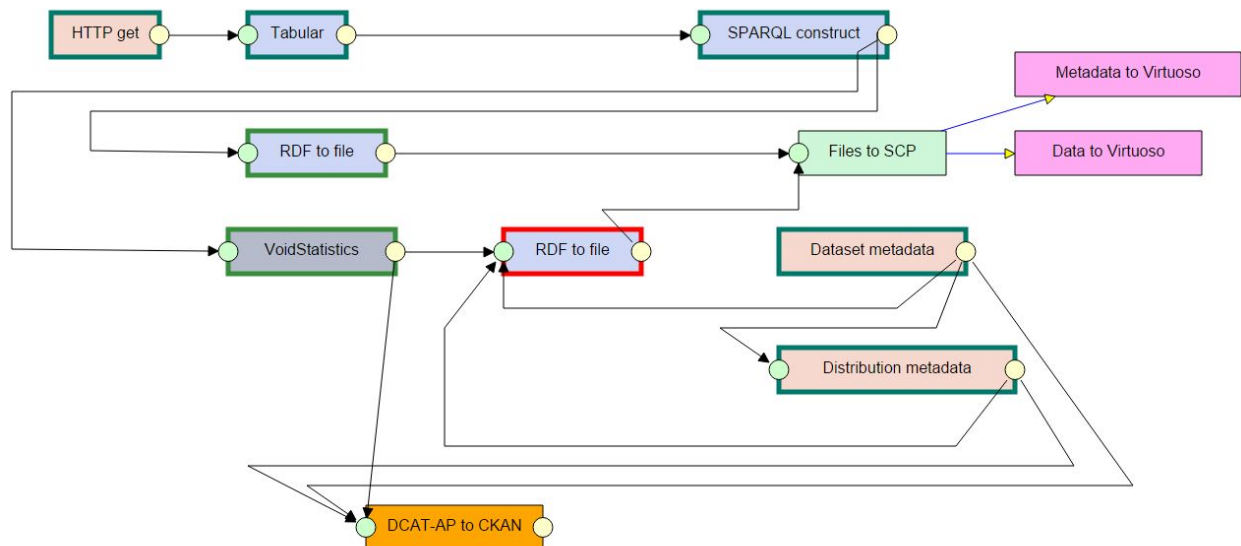 HTTP get
Tabular
SPARQL construct
Metadata to Virtuoso
RDF to file
Files to SCP
Data to Virtuoso
VoidStatistics
RDF to file
Dataset metadata
Distribution metadata
DCAT-AP to CKAN